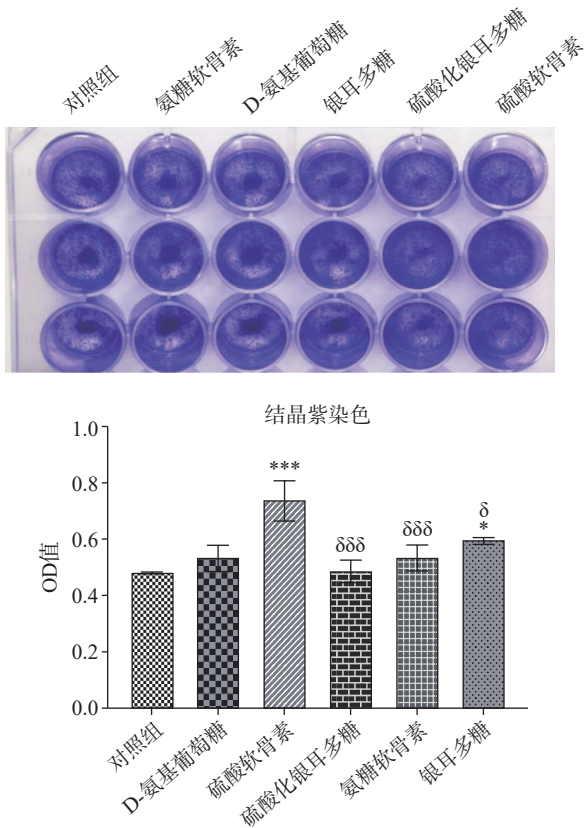 对照组
氨糖软骨素
D-氨基葡萄糖
银耳多糖
硫酸化银耳多糖
硫酸软骨素
结晶紫染色
1.0
0.8
0.6
0.4
0.2
0.0
OD值
***
δδδ
δδδ
δ
*
对照组
D-氨基葡萄糖
硫酸软骨素
硫酸化银耳多糖
氨糖软骨素
银耳多糖